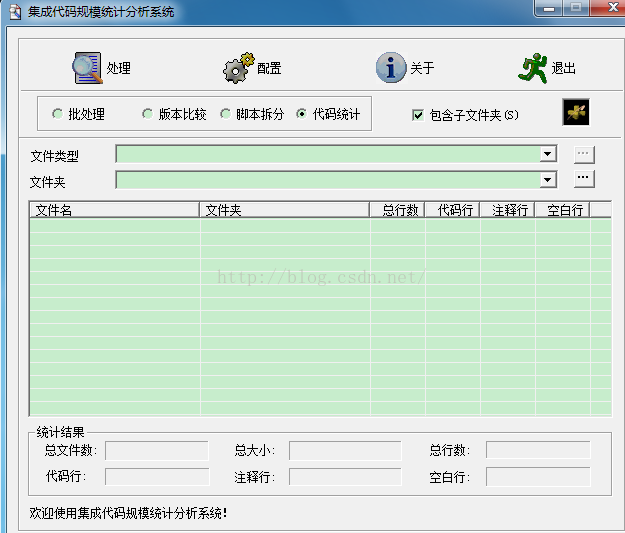 集成代码规模统计分析系统
处理 配置 关于 退出
批处理 版本比较 脚本拆分 代码统计 包含子文件夹(S)
文件类型 ...
文件夹 ...
文件名 文件夹 总行数 代码行 注释行 空白行
http://blog.csdn.net/
统计结果
总文件数: 总大小: 总行数:
代码行: 注释行: 空白行:
欢迎使用集成代码规模统计分析系统!